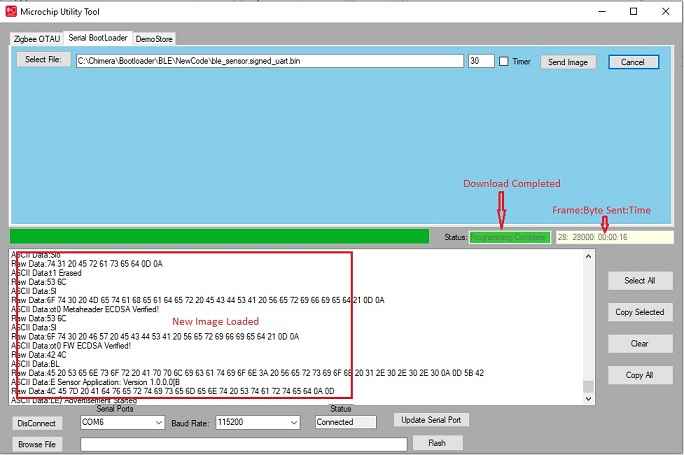 Microchip Utility Tool
Zigbee OTAU Serial BootLoader DemoStore
Select File: C:\Chimera\Bootloader\BLE\NewCode\ble_sensor.signed_uart.bin 30 Timer Send Image Cancel
Download Completed
Frame:Byte Sent:Time
Status: Programming Complete 28: 28000: 00:00:16
ASCII Data:Slo
Raw Data:74 31 20 45 72 61 73 65 64 0D 0A
ASCII Data:t1 Erased
Raw Data:53 6C
ASCII Data:Sl
Raw Data:6F 74 30 20 4D 65 74 61 68 65 61 64 65 72 20 45 43 44 53 41 20 56 65 72 69 66 69 65 64 21 0D 0A
ASCII Data:ot0 Metaheader ECDSA Verified!
Raw Data:53 6C
ASCII Data:Sl
Raw Data:6F 74 30 20 46 57 20 45 43 44 53 41 20 56 65 72 69 66 69 65 64 21 0D 0A
ASCII Data:ot0 FW ECDSA Verified!
Raw Data:42 4C
ASCII Data:BL
Raw Data:45 20 53 65 6E 73 6F 72 20 41 70 70 6C 69 63 61 74 69 6F 6E 3A 20 56 65 72 73 69 6F 6E 20 31 2E 30 2E 30 2E 30 0A 0D 5B 42
ASCII Data:E Sensor Application: Version 1.0.0.0[B
Raw Data:4C 45 7D 20 41 64 76 65 72 74 69 73 65 6D 65 6E 74 20 53 74 61 72 74 65 64 0A 0D
ASCII Data:LE} Advertisement Started
New Image Loaded
Select All
Copy Selected
Clear
Copy All
Serial Ports Status
DisConnect COM6 Baud Rate: 115200 Connected Update Serial Port
Browse File Flash